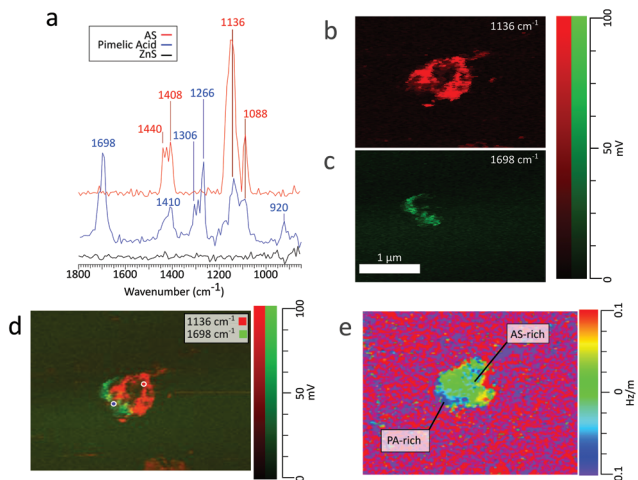 a
AS
Pimelic Acid
ZnS
1136
1408
1440
1266
1306
1088
1698
1410
920
1800
1600
1400
1200
1000
Wavenumber (cm⁻¹)
b
1136 cm⁻¹
c
1698 cm⁻¹
1 µm
100
50
0
mV
d
1136 cm⁻¹
1698 cm⁻¹
100
50
0
mV
e
AS-rich
PA-rich
0.1
0
0.1
Hz/m